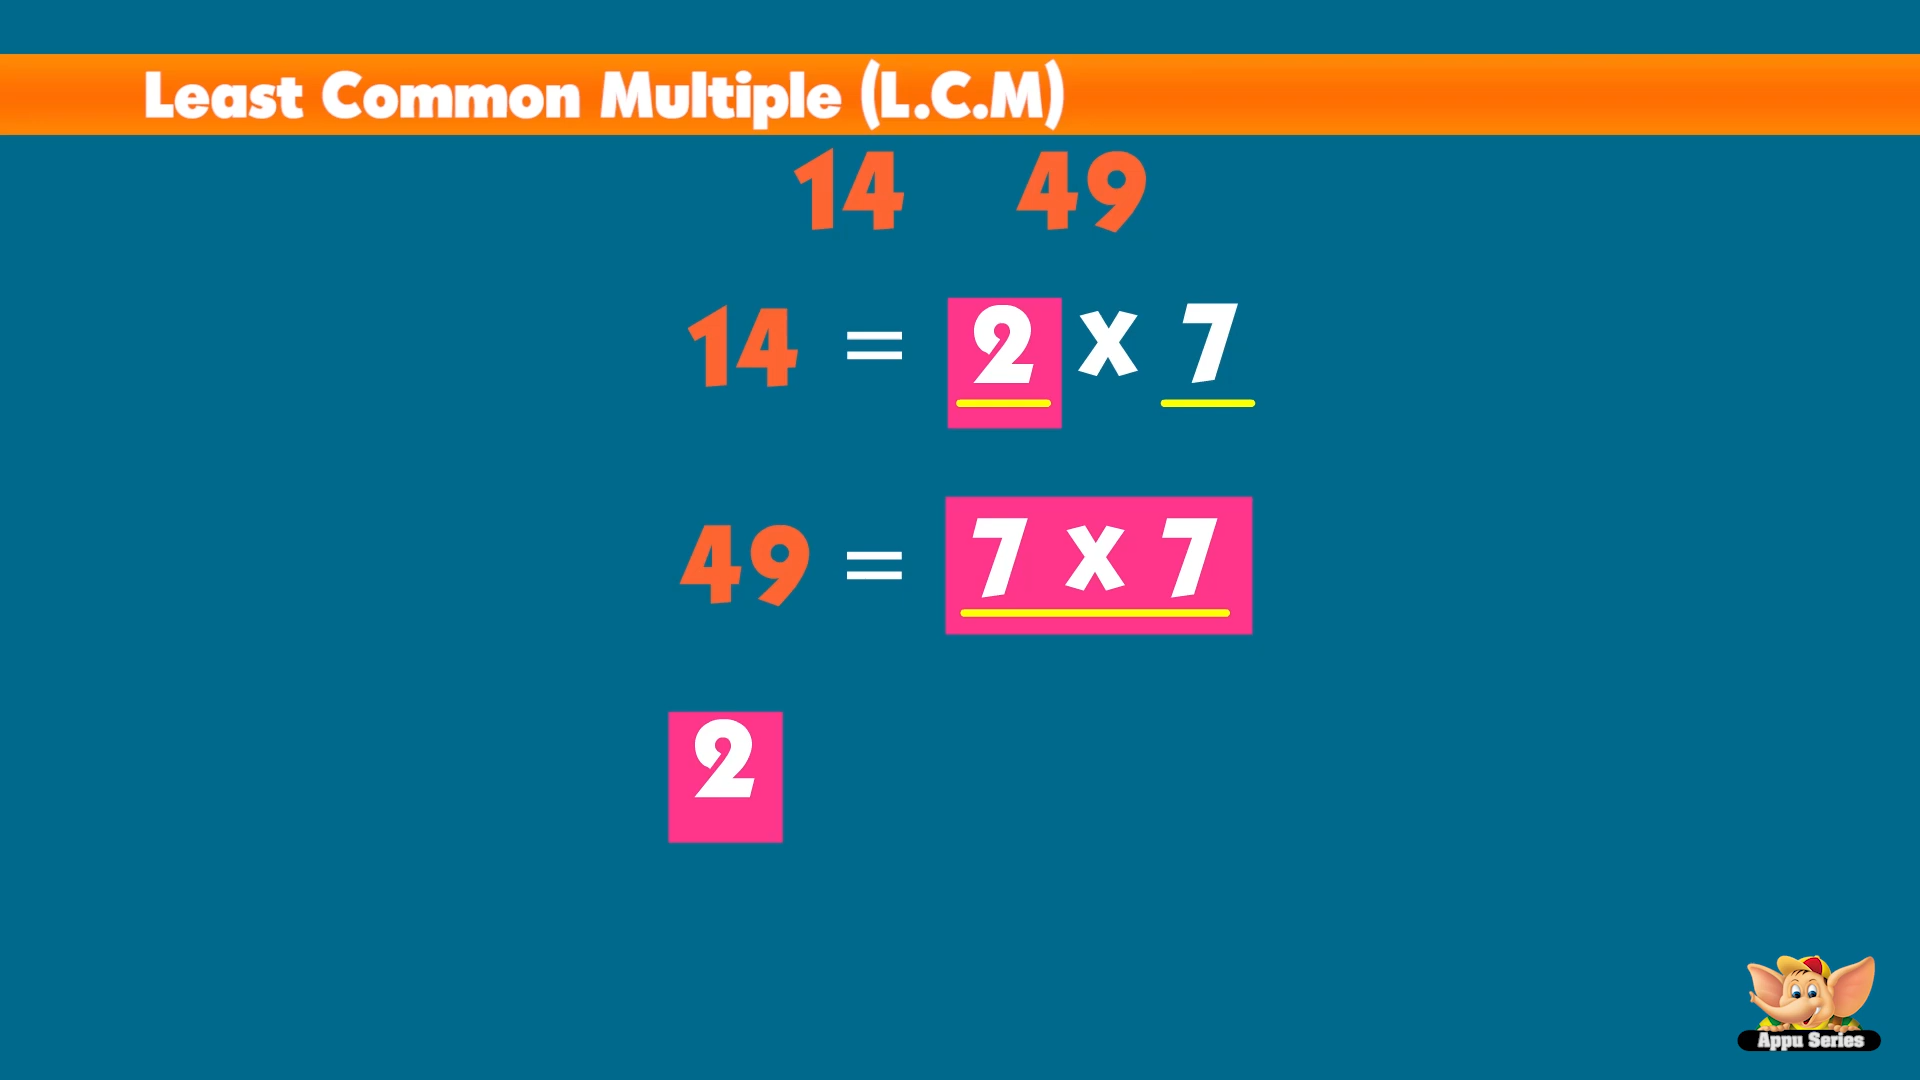 Least Common Multiple (L.C.M)
14 49
14 = 2 x 7
49 = 7 x 7
2
Appu Series